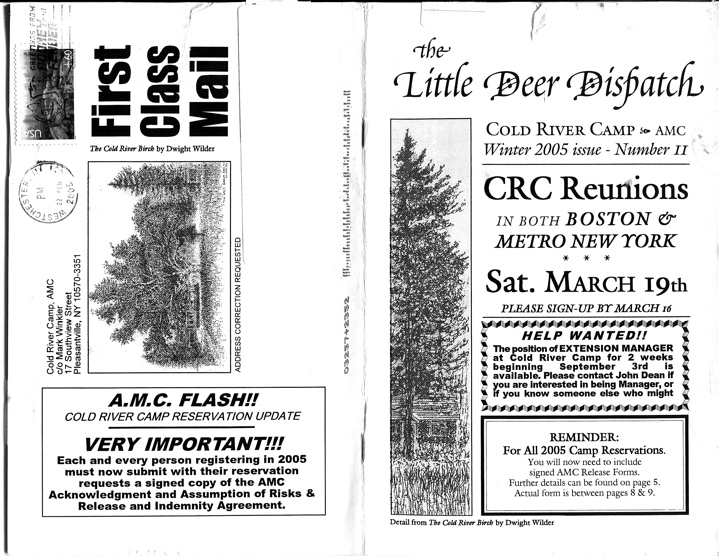 First
Class
Mail
The Cold River Birch by Dwight Wilder
USA
WESTCHESTER
PM
2005
Cold River Camp, AMC
c/o Mark Winkler
17 Southview Street
Pleasantville, NY 10570-3351
ADDRESS CORRECTION REQUESTED
A.M.C. FLASH!!
COLD RIVER CAMP RESERVATION UPDATE
VERY IMPORTANT!!!
Each and every person registering in 2005
must now submit with their reservation
requests a signed copy of the AMC
Acknowledgment and Assumption of Risks &
Release and Indemnity Agreement.
the
Little Deer Dispatch
COLD RIVER CAMP AMC
Winter 2005 issue - Number 11
CRC Reunions
IN BOTH BOSTON &
METRO NEW YORK
* * *
Sat. MARCH 19th
PLEASE SIGN-UP BY MARCH 16
HELP WANTED!!
The position of EXTENSION MANAGER
at Cold River Camp for 2 weeks
beginning September 3rd is
available. Please contact John Dean if
you are interested in being Manager, or
if you know someone else who might
REMINDER:
For All 2005 Camp Reservations.
You will now need to include
signed AMC Release Forms.
Further details can be found on page 5.
Actual form is between pages 8 & 9.
Detail from The Cold River Birch by Dwight Wilder